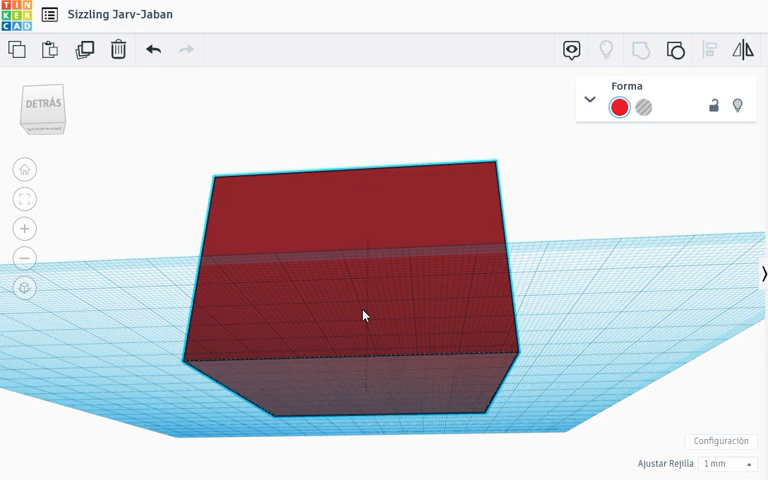 TIN
KER
CAD
Sizzling Jarv-Jaban
Forma
DETRÁS
Configuración
Ajustar Rejilla 1 mm